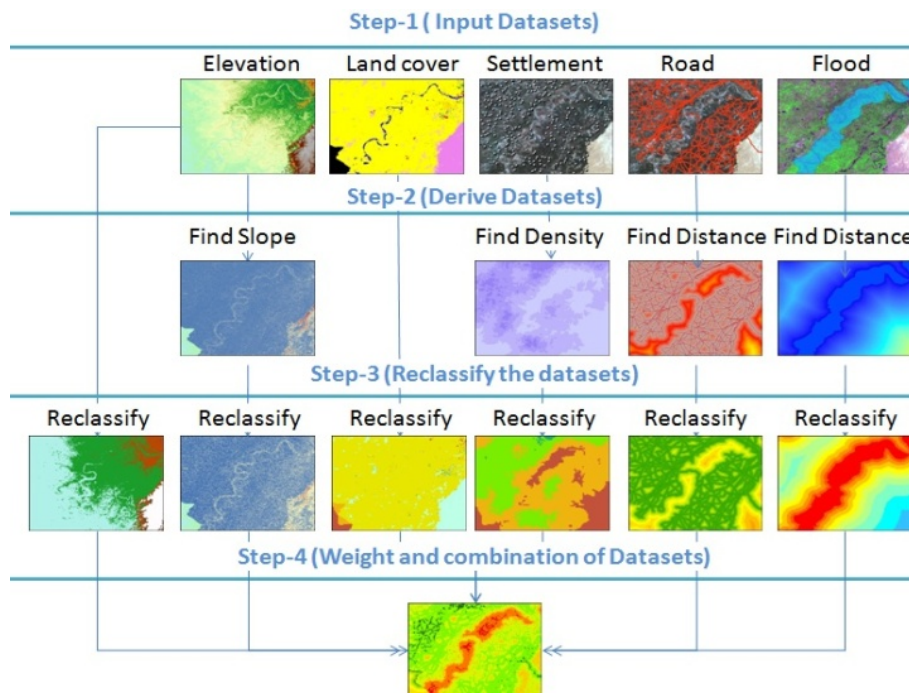 Step-1 ( Input Datasets)
Elevation Land cover Settlement Road Flood
Step-2 (Derive Datasets)
Find Slope Find Density Find Distance Find Distance
Step-3 (Reclassify the datasets)
Reclassify Reclassify Reclassify Reclassify Reclassify Reclassify
Step-4 (Weight and combination of Datasets)